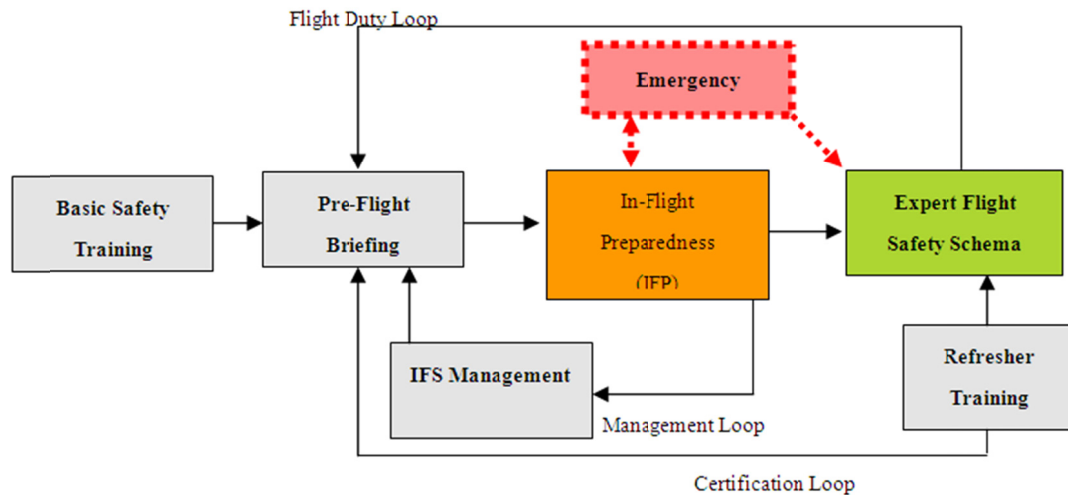 Flight Duty Loop
Emergency
Basic Safety
Training
Pre-Flight
Briefing
In-Flight
Preparedness
(IFP)
Expert Flight
Safety Schema
IFS Management
Refresher
Training
Management Loop
Certification Loop